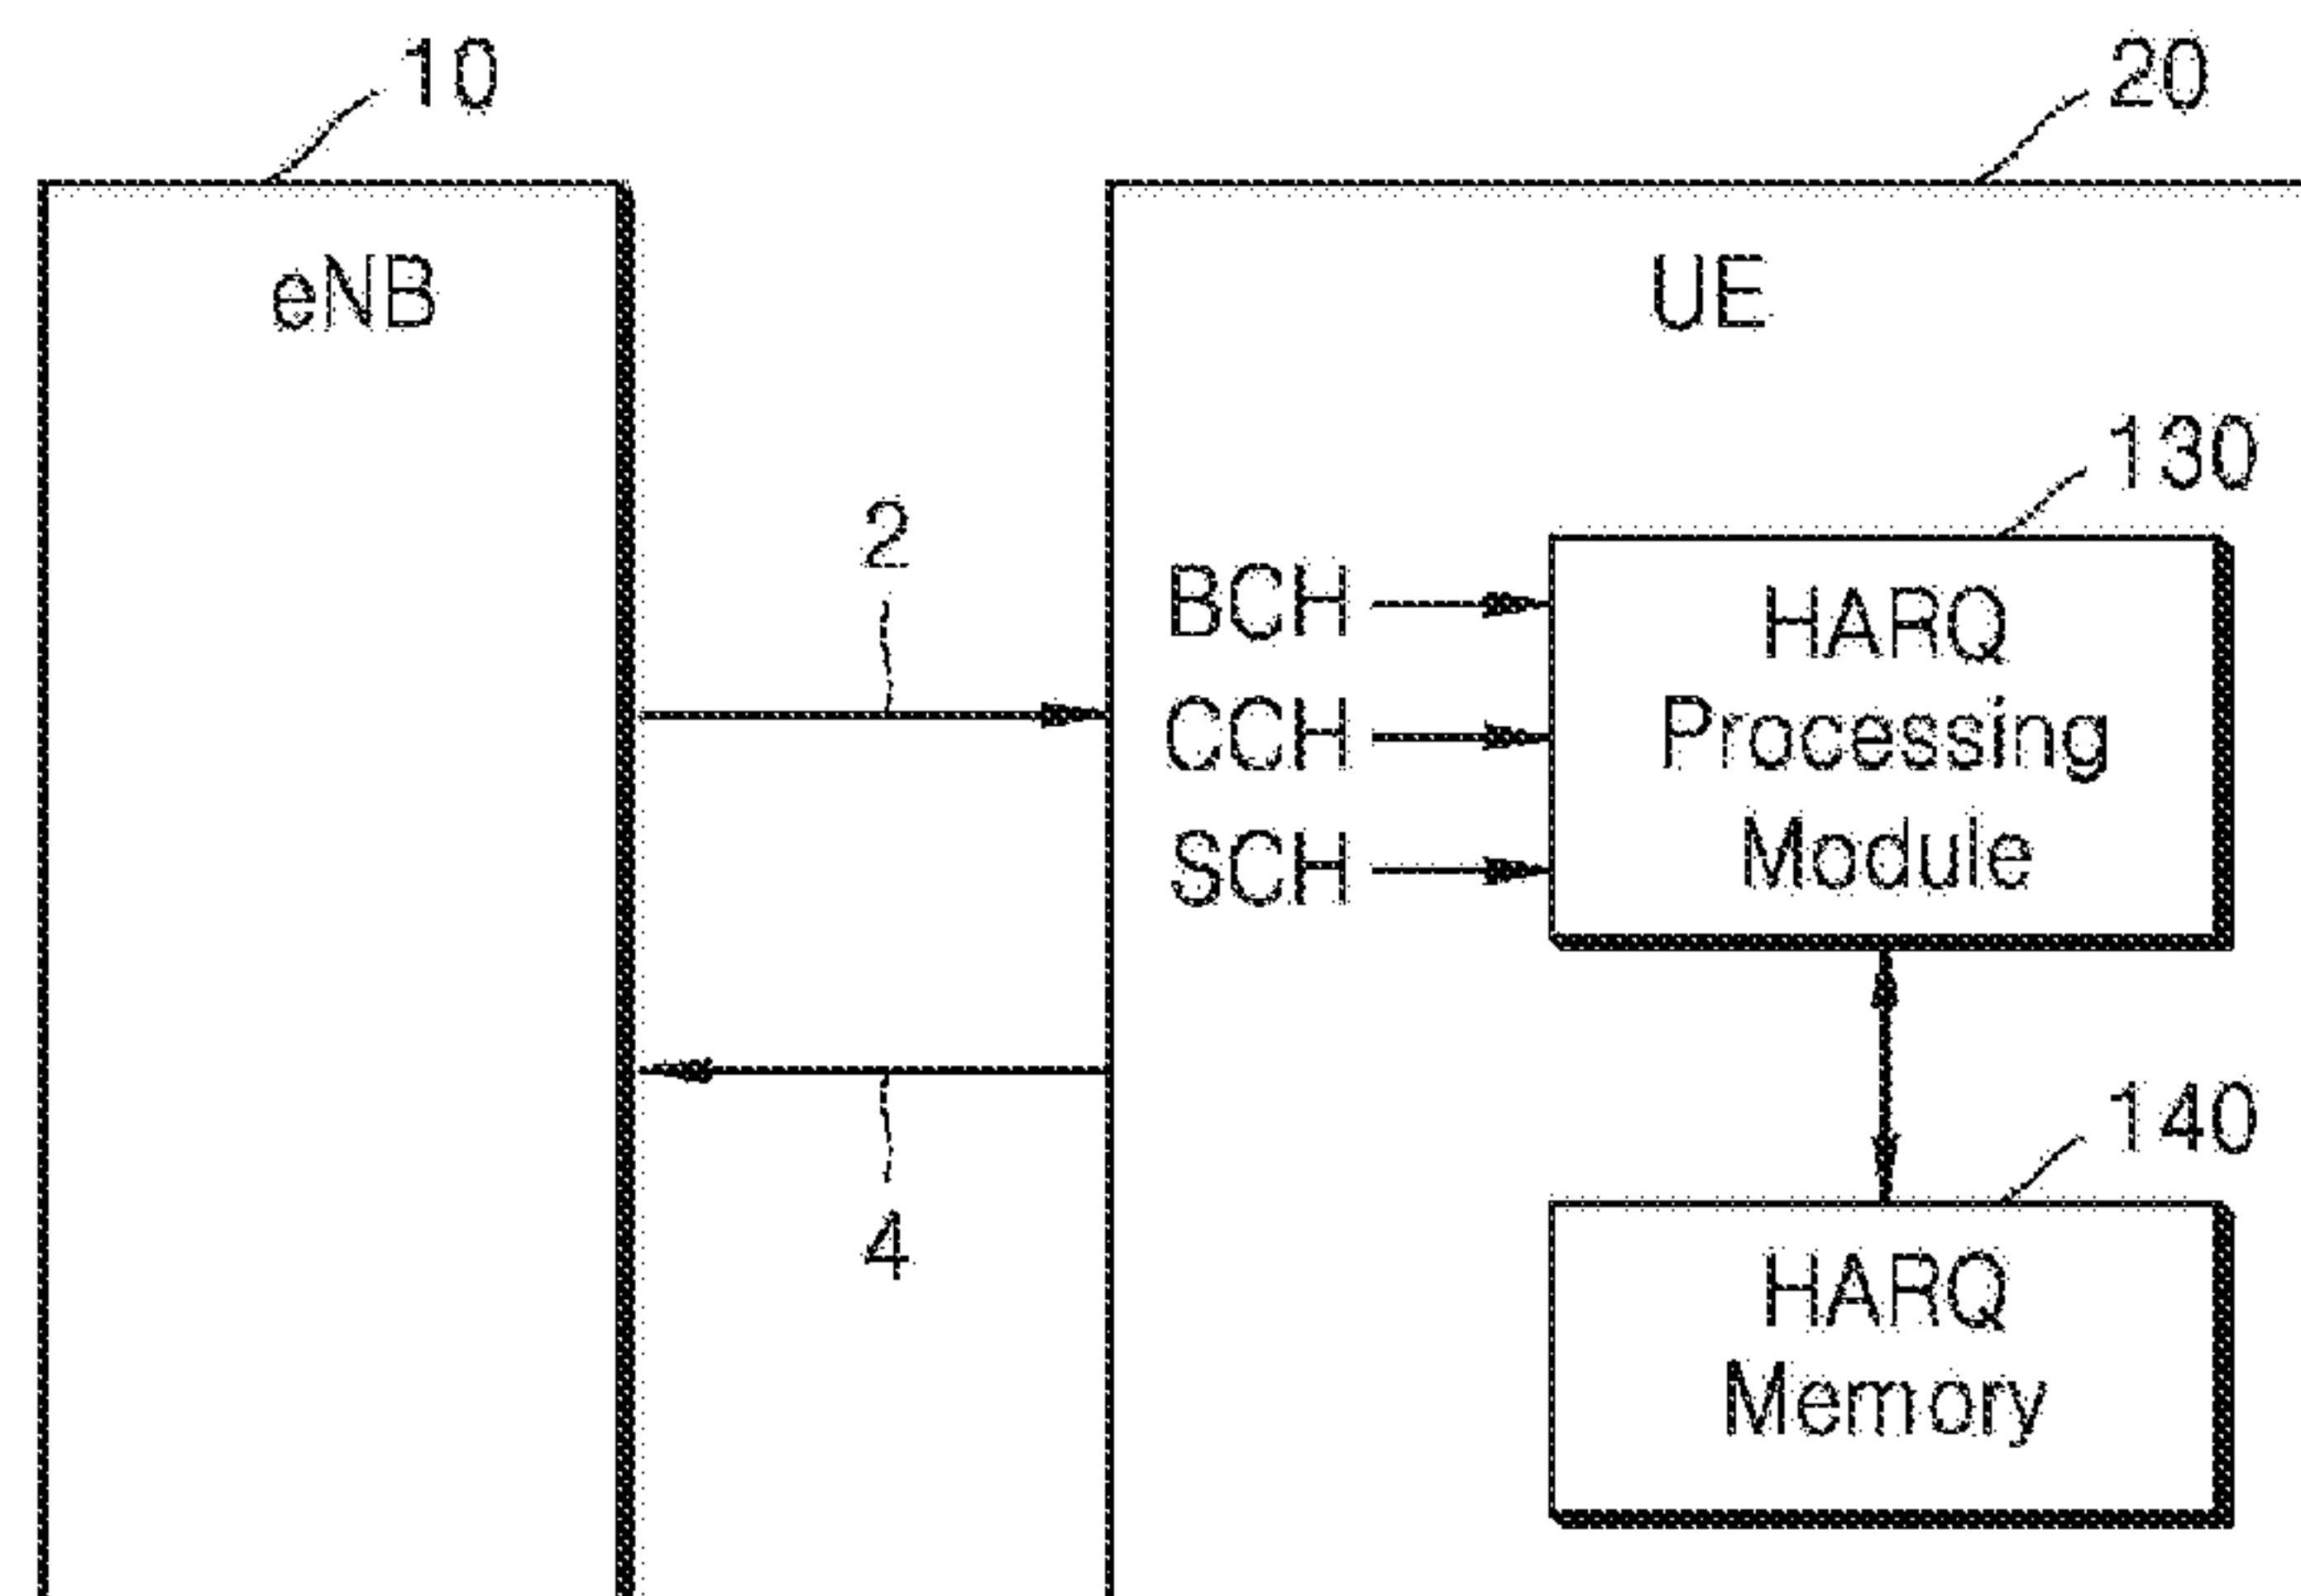 10
20
eNB
UE
130
2
BCH
HARQ
CCH
Processing
SCH
Module
140
4
HARQ
Memory